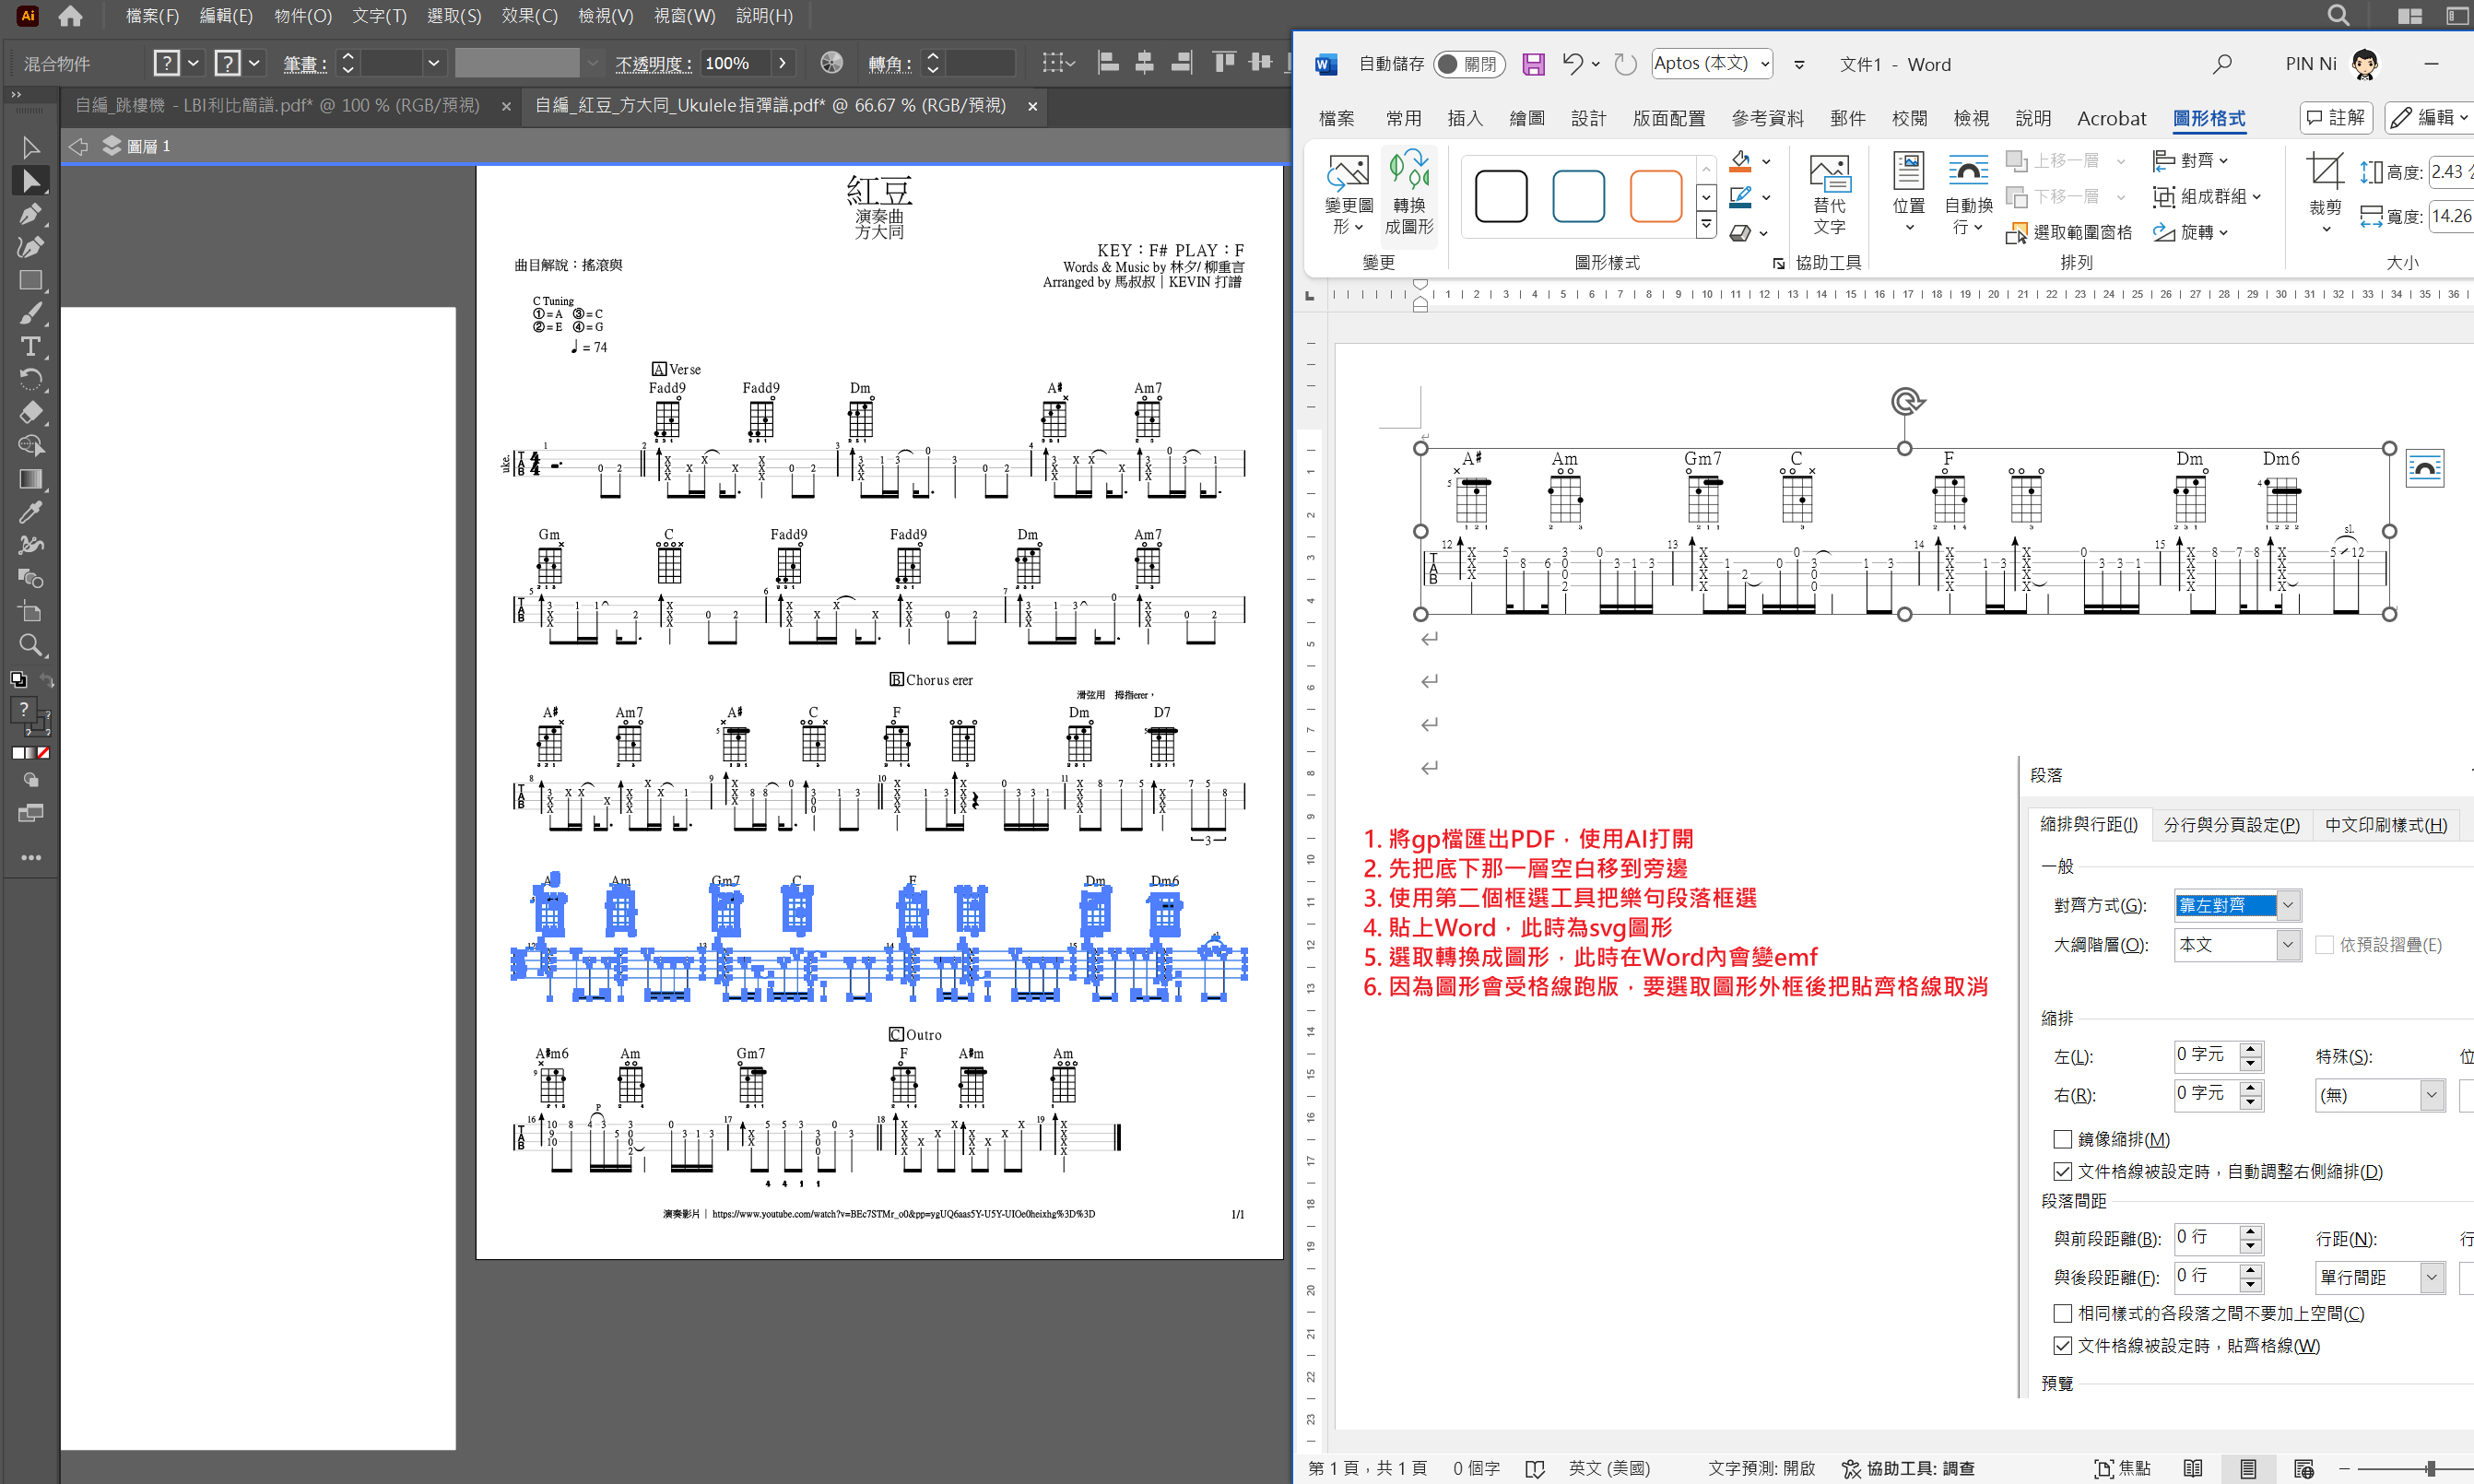 Ai 檔案(F) 編輯(E) 物件(O) 文字(T) 選取(S) 效果(C) 檢視(V) 視窗(W) 說明(H)
混合物件 ? ? 筆畫： 不透明度： 100% 轉角：
自編_跳樓機 - LBI利比簡譜.pdf* @ 100 % (RGB/預視) × 自編_紅豆_方大同_Ukulele指彈譜.pdf* @ 66.67 % (RGB/預視) ×
圖層 1
紅豆
演奏曲
方大同
KEY：F# PLAY：F
曲目解說：搖滾與
Words & Music by 林夕/ 柳重言
Arranged by 馬叔叔｜KEVIN 打譜
C Tuning
①=A ③=C
②=E ④=G
♩= 74
A Verse
Fadd9 Fadd9 Dm A# Am7
Gm C Fadd9 Fadd9 Dm Am7
B Chorus erer
滑弦用 拇指erer，
A# Am7 A# C F Dm D7
A Am Gm7 C F Dm Dm6
C Outro
A#m6 Am Gm7 F A#m Am
4 4 1 1
演奏影片｜ https://www.youtube.com/watch?v=BEc7STMr_o0&pp=ygUQ6aas5Y-U5Y-UIOe0heixhg%3D%3D
1/1
自動儲存 關閉 Aptos (本文) 文件1 - Word PIN Ni
檔案 常用 插入 繪圖 設計 版面配置 參考資料 郵件 校閱 檢視 說明 Acrobat 圖形格式 註解 編輯
變更圖形 轉換成圖形 替代文字 位置 自動換行 上移一層 下移一層 選取範圍窗格 對齊 組成群組 旋轉 裁剪 高度: 2.43 寬度: 14.26
變更 圖形樣式 協助工具 排列 大小
A# Am Gm7 C F Dm Dm6
sl.
12 13 14 15
1. 將gp檔匯出PDF，使用AI打開
2. 先把底下那一層空白移到旁邊
3. 使用第二個框選工具把樂句段落框選
4. 貼上Word，此時為svg圖形
5. 選取轉換成圖形，此時在Word內會變emf
6. 因為圖形會受格線跑版，要選取圖形外框後把貼齊格線取消
段落
縮排與行距(I) 分行與分頁設定(P) 中文印刷樣式(H)
一般
對齊方式(G): 靠左對齊
大綱階層(O): 本文 依預設摺疊(E)
縮排
左(L): 0 字元 特殊(S):
右(R): 0 字元 (無)
鏡像縮排(M)
文件格線被設定時，自動調整右側縮排(D)
段落間距
與前段距離(B): 0 行 行距(N):
與後段距離(F): 0 行 單行間距
相同樣式的各段落之間不要加上空間(C)
文件格線被設定時，貼齊格線(W)
預覽
第 1 頁，共 1 頁 0 個字 英文 (美國) 文字預測: 開啟 協助工具: 調查 焦點